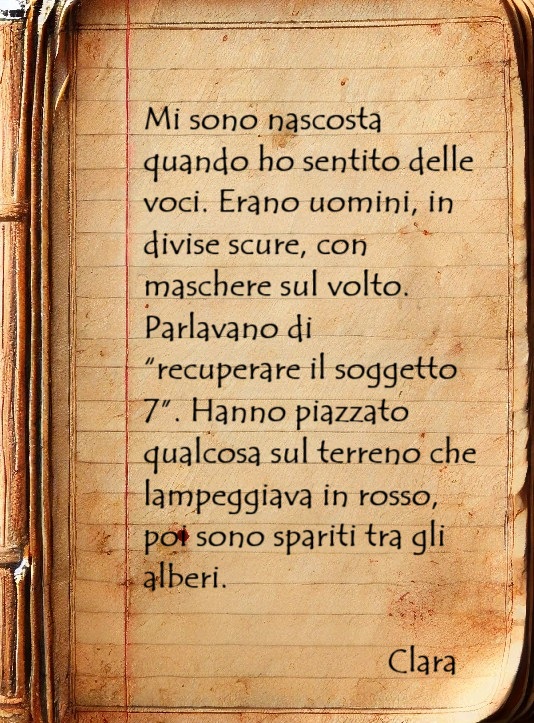 Mi sono nascosta
quando ho sentito delle
voci. Erano uomini, in
divise scure, con
maschere sul volto.
Parlavano di
“recuperare il soggetto
7”. Hanno piazzato
qualcosa sul terreno che
lampeggiava in rosso,
poi sono spariti tra gli
alberi.
Clara